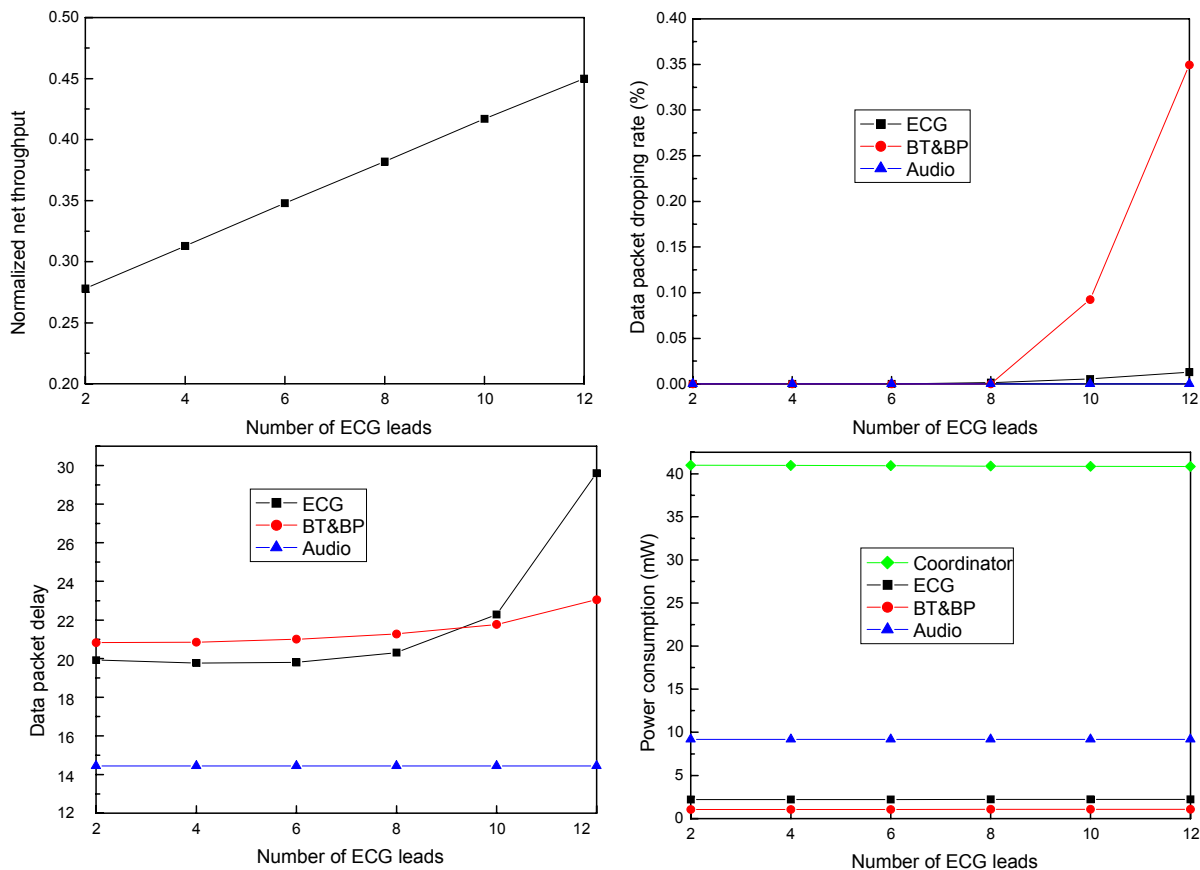 0.50
0.45
0.40
0.35
0.30
0.25
0.20
Normalized net throughput
2 4 6 8 10 12
Number of ECG leads
0.40
0.35
0.30
0.25
0.20
0.15
0.10
0.05
0.00
Data packet dropping rate (%)
ECG
BT&BP
Audio
2 4 6 8 10 12
Number of ECG leads
30
28
26
24
22
20
18
16
14
12
Data packet delay
ECG
BT&BP
Audio
2 4 6 8 10 12
Number of ECG leads
40
35
30
25
20
15
10
5
0
Power consumption (mW)
Coordinator
ECG
BT&BP
Audio
2 4 6 8 10 12
Number of ECG leads